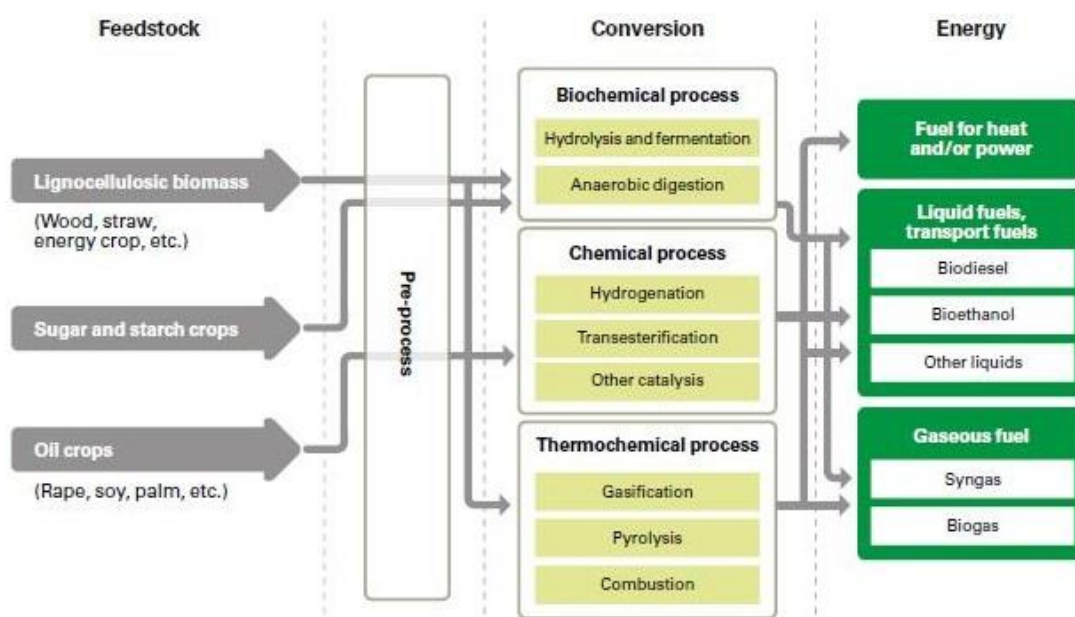 Feedstock
Conversion
Energy
Lignocellulosic biomass
(Wood, straw,
energy crop, etc.)
Sugar and starch crops
Oil crops
(Rape, soy, palm, etc.)
Pre-process
Biochemical process
Hydrolysis and fermentation
Anaerobic digestion
Chemical process
Hydrogenation
Transesterification
Other catalysis
Thermochemical process
Gasification
Pyrolysis
Combustion
Fuel for heat
and/or power
Liquid fuels,
transport fuels
Biodiesel
Bioethanol
Other liquids
Gaseous fuel
Syngas
Biogas